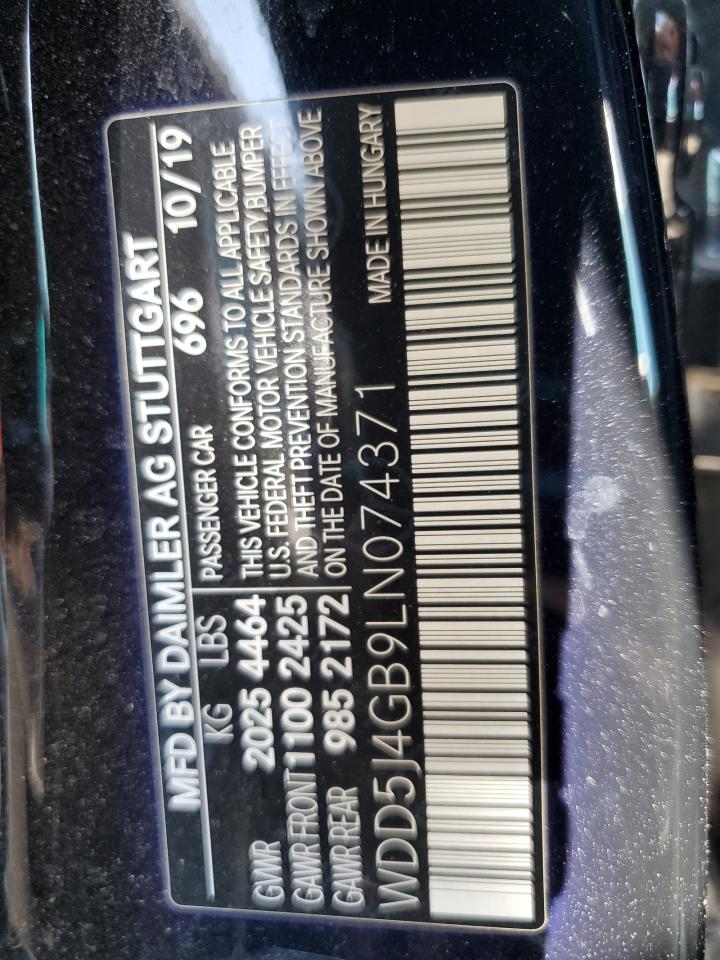 MFD BY DAIMLER AG STUTTGART
KG LBS PASSENGER CAR 696 10/19
GVWR 2025 4464
GAWR FRONT 1100 2425
GAWR REAR 985 2172
THIS VEHICLE CONFORMS TO ALL APPLICABLE
U.S. FEDERAL MOTOR VEHICLE SAFETY, BUMPER
AND THEFT PREVENTION STANDARDS IN EFFECT
ON THE DATE OF MANUFACTURE SHOWN ABOVE
WDD5J4GB9LN074371 MADE IN HUNGARY